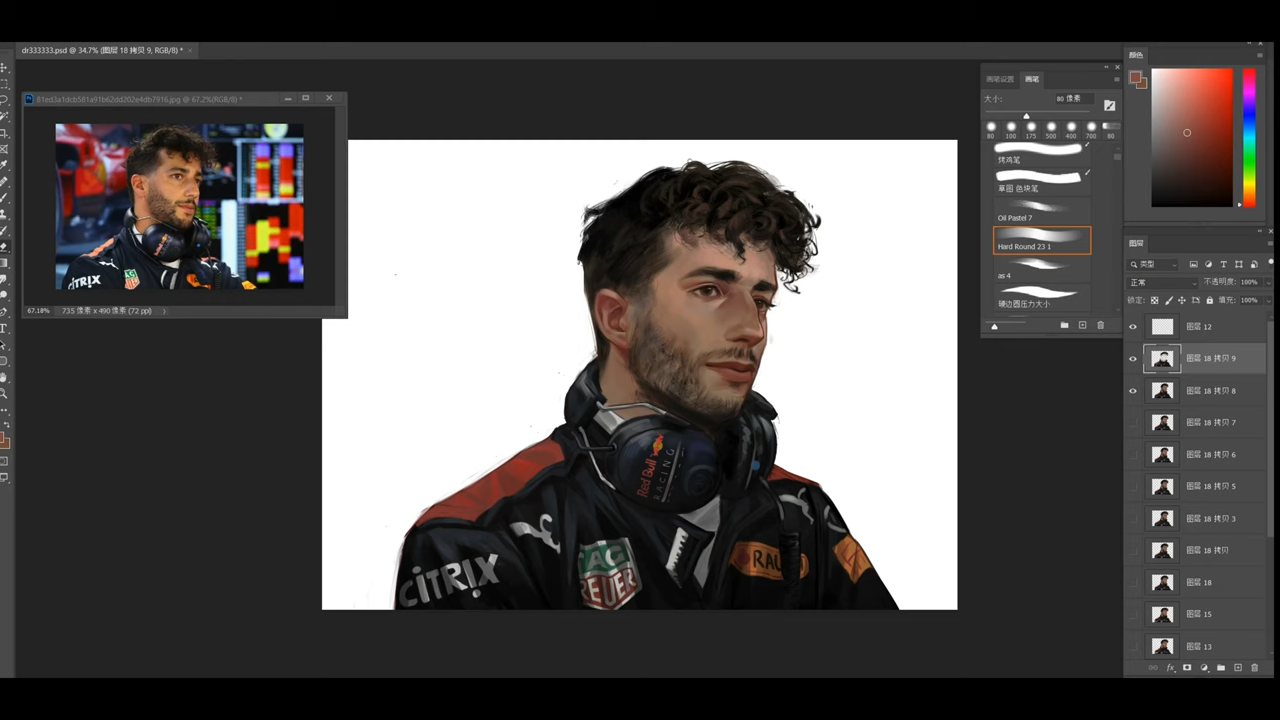 dr333333.psd @ 34.7% (图层 18 拷贝 9, RGB/8) *
81ed3a1dcb581a91b62dd202e4db7916.jpg @ 67.2%(RGB/8) *
CiTRIX
67.18%
735 像素 x 490 像素 (72 ppi)
Red Bull
RACING
CiTRIX
TAG
HEUER
RAU
画笔设置
画笔
大小:
80 像素
80 100 175 500 400 700 80
烤鸡笔
草图 色块笔
Oil Pastel 7
Hard Round 23 1
as 4
硬边圆压力大小
颜色
图层
类型
正常
不透明度: 100%
锁定:
填充: 100%
图层 12
图层 18 拷贝 9
图层 18 拷贝 8
图层 18 拷贝 7
图层 18 拷贝 6
图层 18 拷贝 5
图层 18 拷贝 3
图层 18 拷贝
图层 18
图层 15
图层 13